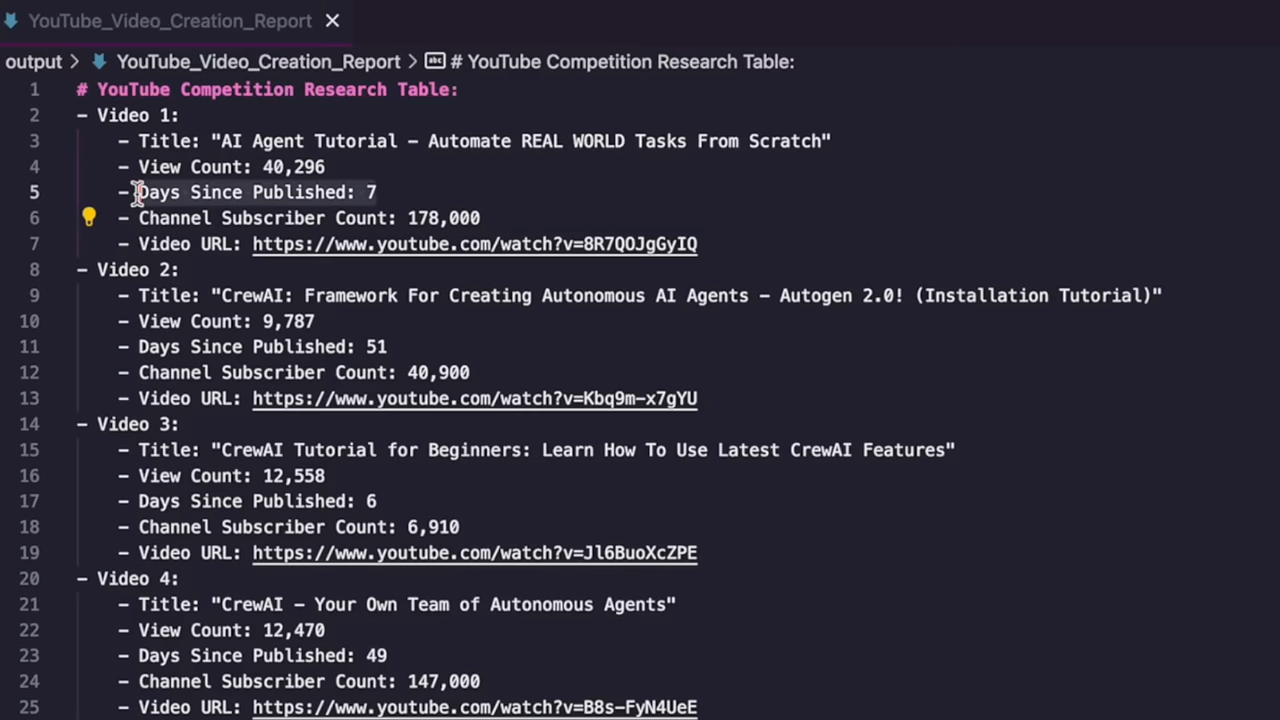 YouTube_Video_Creation_Report
output > YouTube_Video_Creation_Report > # YouTube Competition Research Table:
1 # YouTube Competition Research Table:
2 - Video 1:
3 - Title: "AI Agent Tutorial - Automate REAL WORLD Tasks From Scratch"
4 - View Count: 40,296
5 - Days Since Published: 7
6 - Channel Subscriber Count: 178,000
7 - Video URL: https://www.youtube.com/watch?v=8R7QOJgGyIQ
8 - Video 2:
9 - Title: "CrewAI: Framework For Creating Autonomous AI Agents - Autogen 2.0! (Installation Tutorial)"
10 - View Count: 9,787
11 - Days Since Published: 51
12 - Channel Subscriber Count: 40,900
13 - Video URL: https://www.youtube.com/watch?v=Kbq9m-x7gYU
14 - Video 3:
15 - Title: "CrewAI Tutorial for Beginners: Learn How To Use Latest CrewAI Features"
16 - View Count: 12,558
17 - Days Since Published: 6
18 - Channel Subscriber Count: 6,910
19 - Video URL: https://www.youtube.com/watch?v=Jl6BuoXcZPE
20 - Video 4:
21 - Title: "CrewAI - Your Own Team of Autonomous Agents"
22 - View Count: 12,470
23 - Days Since Published: 49
24 - Channel Subscriber Count: 147,000
25 - Video URL: https://www.youtube.com/watch?v=B8s-FyN4UeE